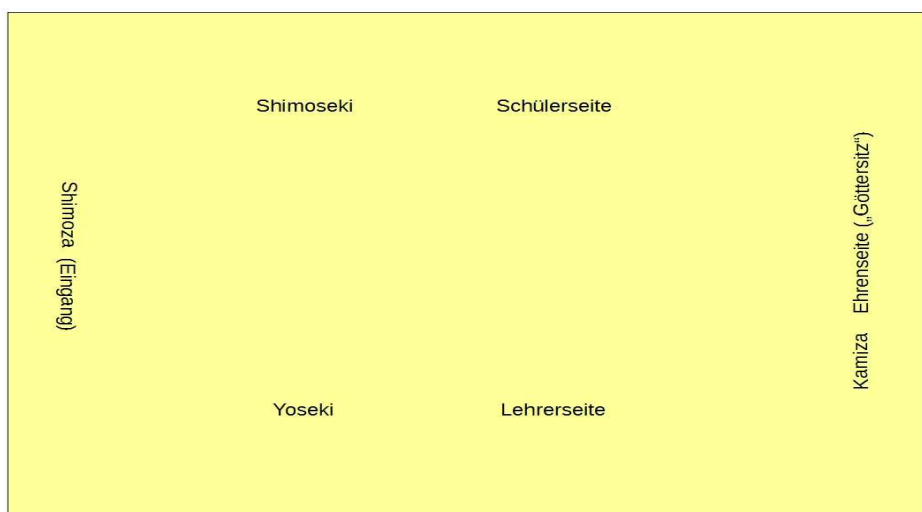 Shimoseki Schülerseite
Shimoza (Eingang)
Kamiza Ehrenseite („Göttersitz“)
Yoseki Lehrerseite